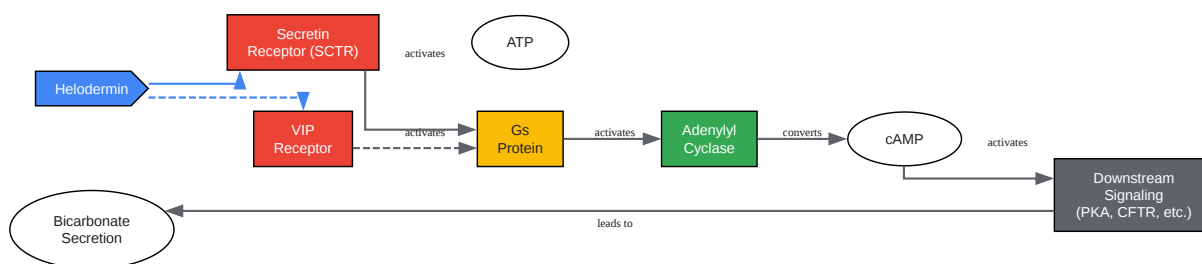 Secretin
Receptor (SCTR)
activates
ATP
Helodermin
VIP
Receptor
activates
Gs
Protein
activates
Adenylyl
Cyclase
converts
cAMP
activates
Downstream
Signaling
(PKA, CFTR, etc.)
Bicarbonate
Secretion
leads to